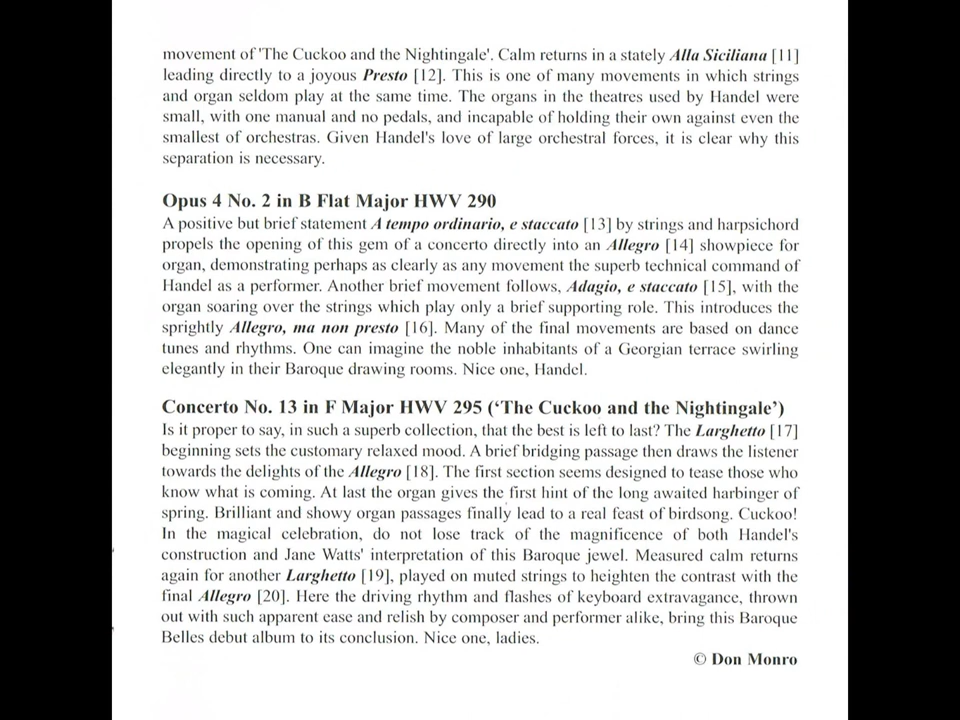 movement of 'The Cuckoo and the Nightingale'. Calm returns in a stately Alla Siciliana [11]
leading directly to a joyous Presto [12]. This is one of many movements in which strings
and organ seldom play at the same time. The organs in the theatres used by Handel were
small, with one manual and no pedals, and incapable of holding their own against even the
smallest of orchestras. Given Handel's love of large orchestral forces, it is clear why this
separation is necessary.
Opus 4 No. 2 in B Flat Major HWV 290
A positive but brief statement A tempo ordinario, e staccato [13] by strings and harpsichord
propels the opening of this gem of a concerto directly into an Allegro [14] showpiece for
organ, demonstrating perhaps as clearly as any movement the superb technical command of
Handel as a performer. Another brief movement follows, Adagio, e staccato [15], with the
organ soaring over the strings which play only a brief supporting role. This introduces the
sprightly Allegro, ma non presto [16]. Many of the final movements are based on dance
tunes and rhythms. One can imagine the noble inhabitants of a Georgian terrace swirling
elegantly in their Baroque drawing rooms. Nice one, Handel.
Concerto No. 13 in F Major HWV 295 (‘The Cuckoo and the Nightingale’)
Is it proper to say, in such a superb collection, that the best is left to last? The Larghetto [17]
beginning sets the customary relaxed mood. A brief bridging passage then draws the listener
towards the delights of the Allegro [18]. The first section seems designed to tease those who
know what is coming. At last the organ gives the first hint of the long awaited harbinger of
spring. Brilliant and showy organ passages finally lead to a real feast of birdsong. Cuckoo!
In the magical celebration, do not lose track of the magnificence of both Handel's
construction and Jane Watts' interpretation of this Baroque jewel. Measured calm returns
again for another Larghetto [19], played on muted strings to heighten the contrast with the
final Allegro [20]. Here the driving rhythm and flashes of keyboard extravagance, thrown
out with such apparent ease and relish by composer and performer alike, bring this Baroque
Belles debut album to its conclusion. Nice one, ladies.
© Don Monro